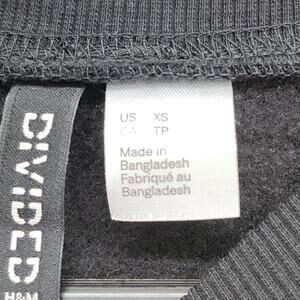 US XS
CA TP
Made in
Bangladesh
Fabriqué au
Bangladesh
DIVIDED
H&M